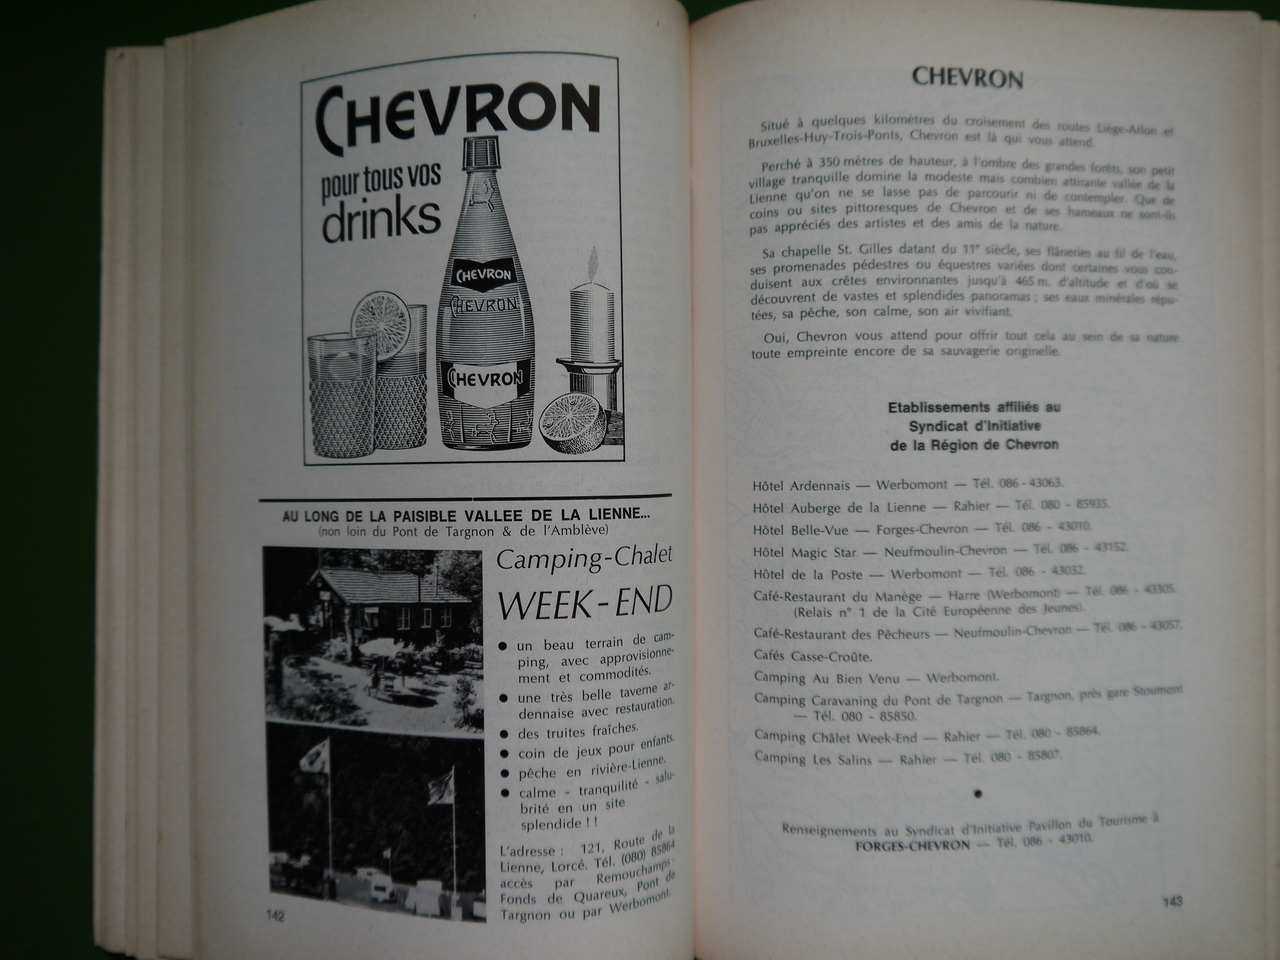 CHEVRON
pour tous vos
drinks
CHEVRON
CHEVRON
CHEVRON
AU LONG DE LA PAISIBLE VALLEE DE LA LIENNE...
(non loin du Pont de Targnon & de l'Amblève)
Camping-Chalet
WEEK-END
● un beau terrain de cam-
ping, avec approvisionne-
ment et commodités.
● une très belle taverne ar-
dennaise avec restauration.
● des truites fraîches.
● coin de jeux pour enfants.
● pêche en rivière-Lienne.
● calme - tranquilité - salu-
brité en un site
splendide ! !
L'adresse : 121, Route de la
Lienne, Lorcé. Tél. (080) 85864
accès par Remouchamps-
Fonds de Quareux, Pont de
Targnon ou par Werbomont.
142
CHEVRON
Situé à quelques kilomètres du croisement des routes Liége-Arlon et
Bruxelles-Huy-Trois-Ponts, Chevron est là qui vous attend.
Perché à 350 mètres de hauteur, à l'ombre des grandes forêts, son petit
village tranquille domine la modeste mais combien attirante vallée de la
Lienne qu'on ne se lasse pas de parcourir ni de contempler. Que de
coins ou sites pittoresques de Chevron et de ses hameaux ne sont-ils
pas appréciés des artistes et des amis de la nature.
Sa chapelle St. Gilles datant du 11e siècle, ses flâneries au fil de l'eau,
ses promenades pédestres ou équestres variées dont certaines vous con-
duisent aux crêtes environnantes jusqu'à 465 m. d'altitude et d'où se
découvrent de vastes et splendides panoramas ; ses eaux minérales répu-
tées, sa pêche, son calme, son air vivifiant.
Oui, Chevron vous attend pour offrir tout cela au sein de sa nature
toute empreinte encore de sa sauvagerie originelle.
Etablissements affiliés au
Syndicat d'Initiative
de la Région de Chevron
Hôtel Ardennais — Werbomont — Tél. 086 - 43063.
Hôtel Auberge de la Lienne — Rahier — Tél. 080 - 85935.
Hôtel Belle-Vue — Forges-Chevron — Tél. 086 - 43010.
Hôtel Magic Star — Neufmoulin-Chevron — Tél. 086 - 43152.
Hôtel de la Poste — Werbomont — Tél. 086 - 43032.
Café-Restaurant du Manège — Harre (Werbomont) — Tél. 086 - 43305.
(Relais n° 1 de la Cité Européenne des Jeunes).
Café-Restaurant des Pêcheurs — Neufmoulin-Chevron — Tél. 086 - 43057.
Cafés Casse-Croûte.
Camping Au Bien Venu — Werbomont.
Camping Caravaning du Pont de Targnon — Targnon, près gare Stoumont
— Tél. 080 - 85850.
Camping Châlet Week-End — Rahier — Tél. 080 - 85864.
Camping Les Salins — Rahier — Tél. 080 - 85807.
●
Renseignements au Syndicat d'Initiative Pavillon du Tourisme à
FORGES-CHEVRON — Tél. 086 - 43010.
143